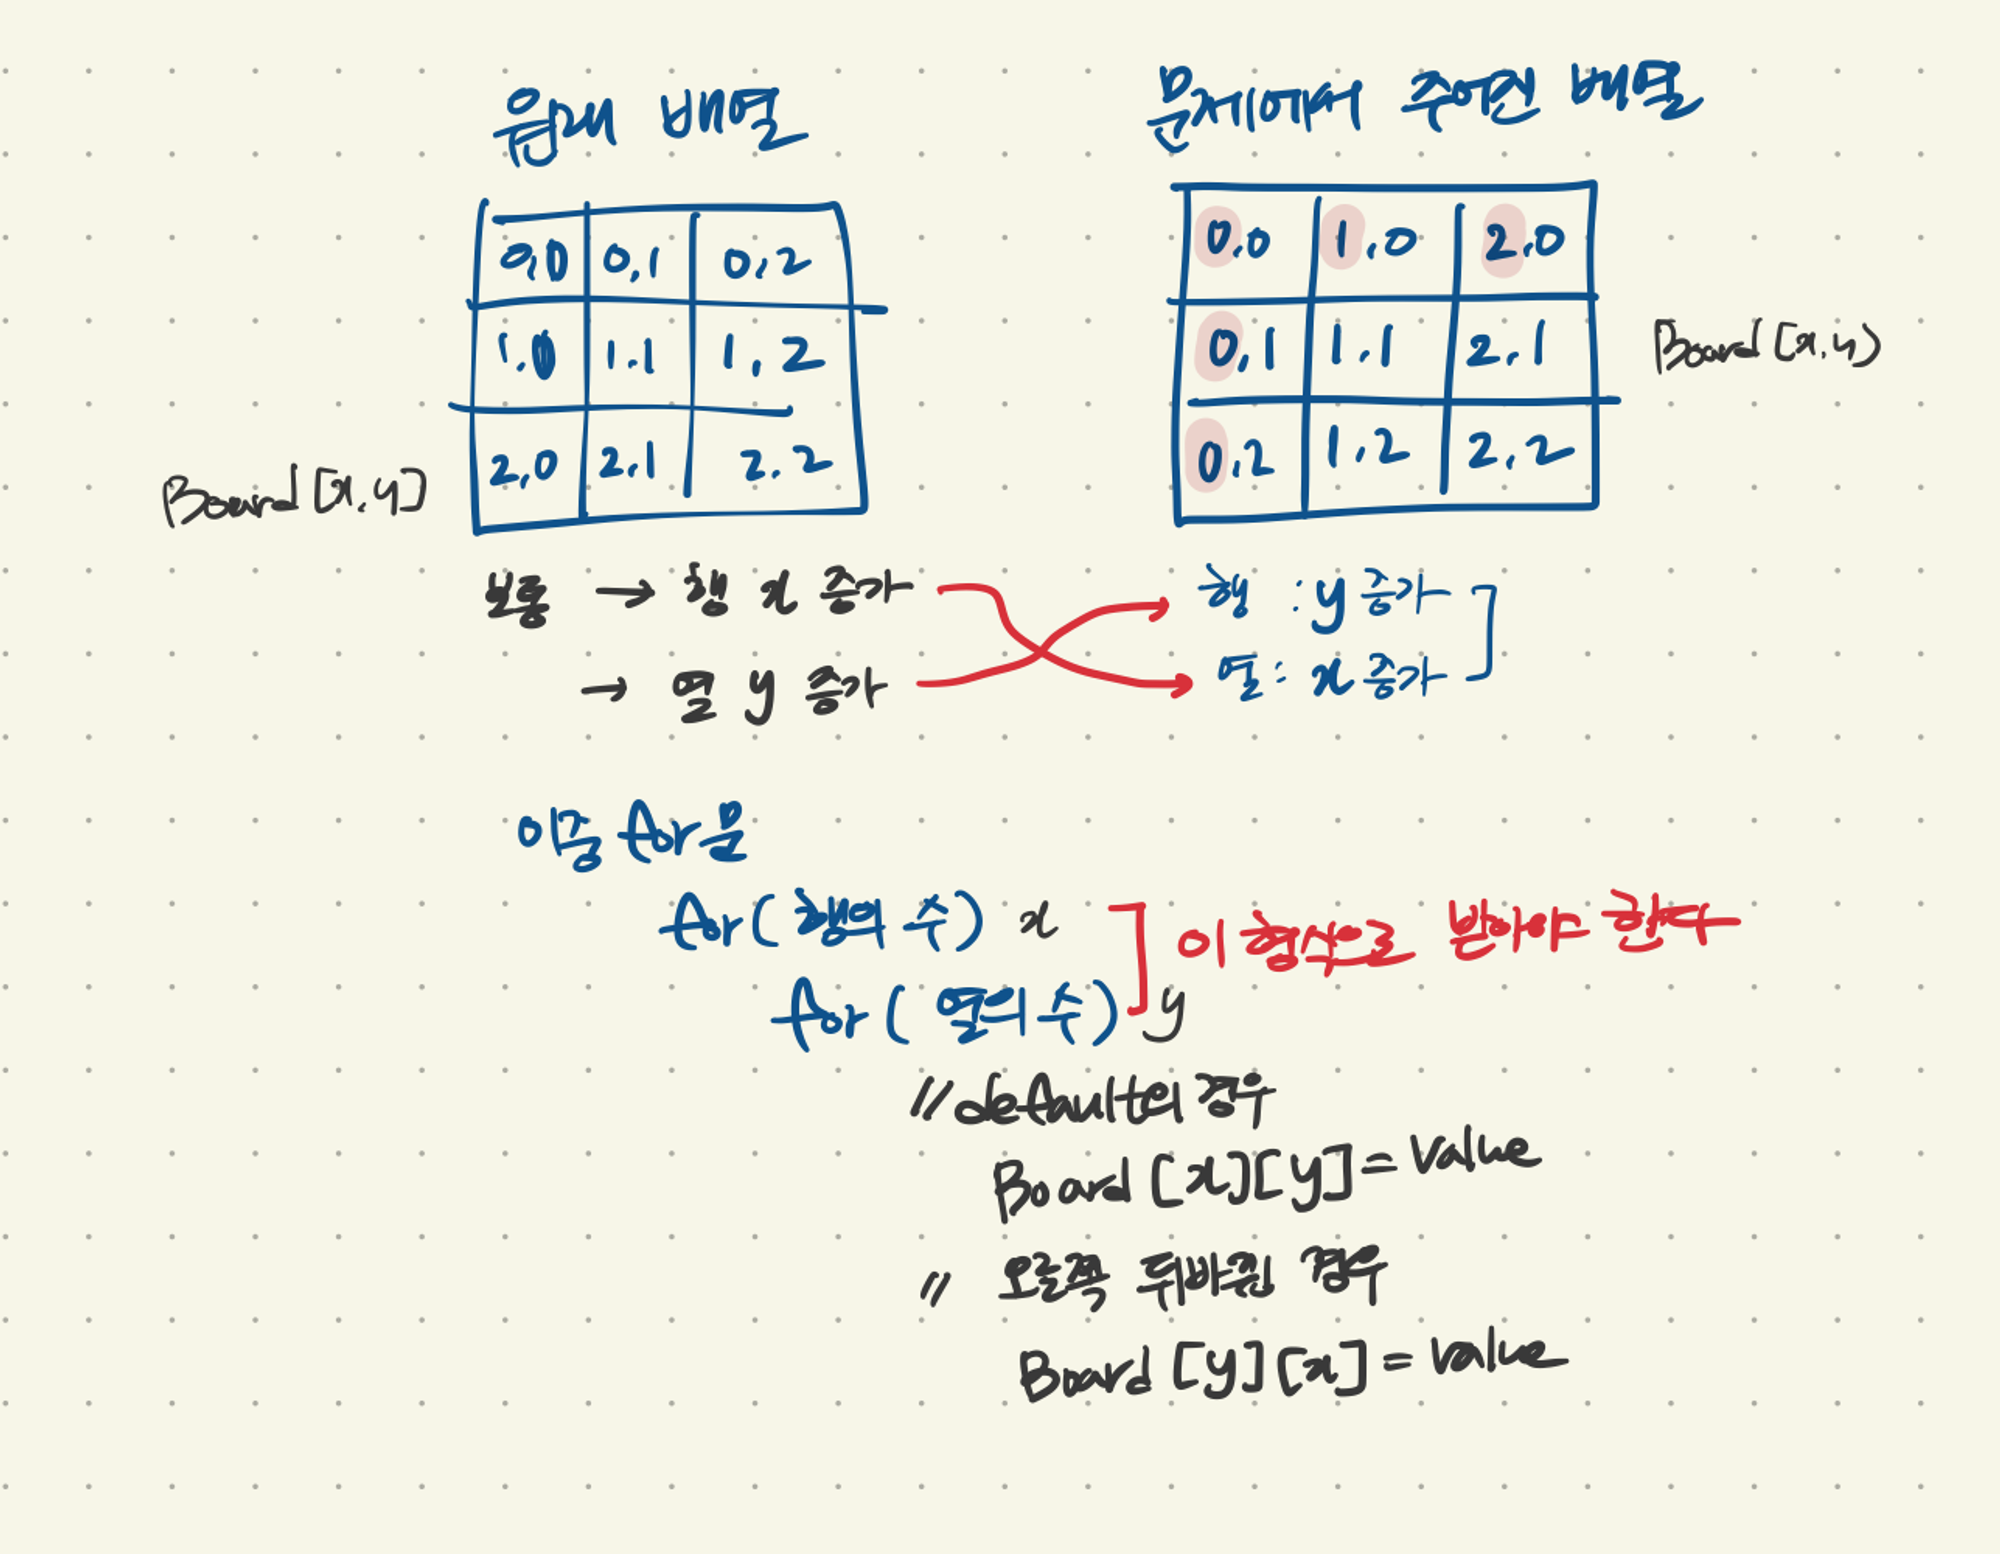 원래 배열
문제에서 주어진 배열
0,0 0,1 0,2
1.0 1.1 1,2
2,0 2,1 2.2
Board[x,y]
0.0 1.0 2.0
0,1 1.1 2.1
0.2 1,2 2,2
Board[x,y)
보통 → 행 x 증가
→ 열 y 증가
행 : y 증가
열 : x 증가
이중 for문
for( 행의 수) x
for( 열의 수) y
이 형식으로 받아야 한다
//default의 경우
Board[x][y]=value
// 오른쪽 뒤바뀐 경우
Board[y][x]=value